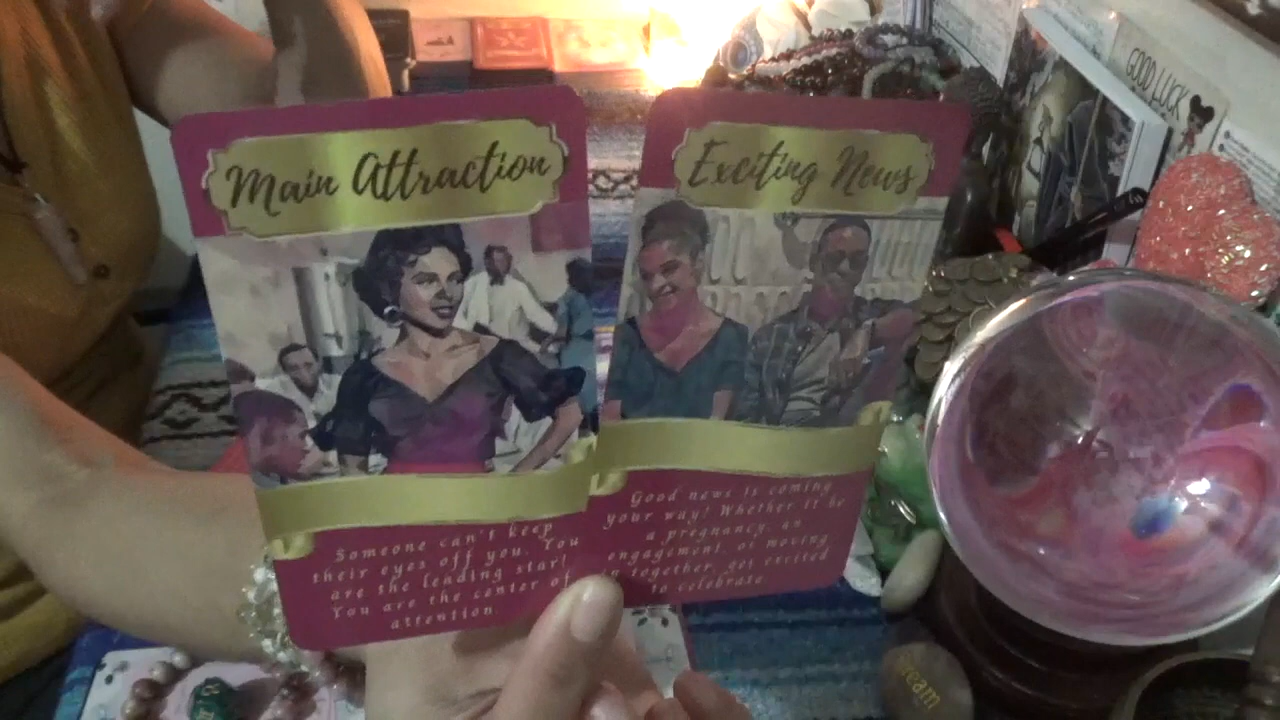 Main Attraction
Someone can't keep
their eyes off you. You
are the leading star!
You are the center of
attention.
Exciting News
Good news is coming
your way! Whether it be
a pregnancy, an
engagement, or moving
together, get excited
to celebrate
GOOD LUCK